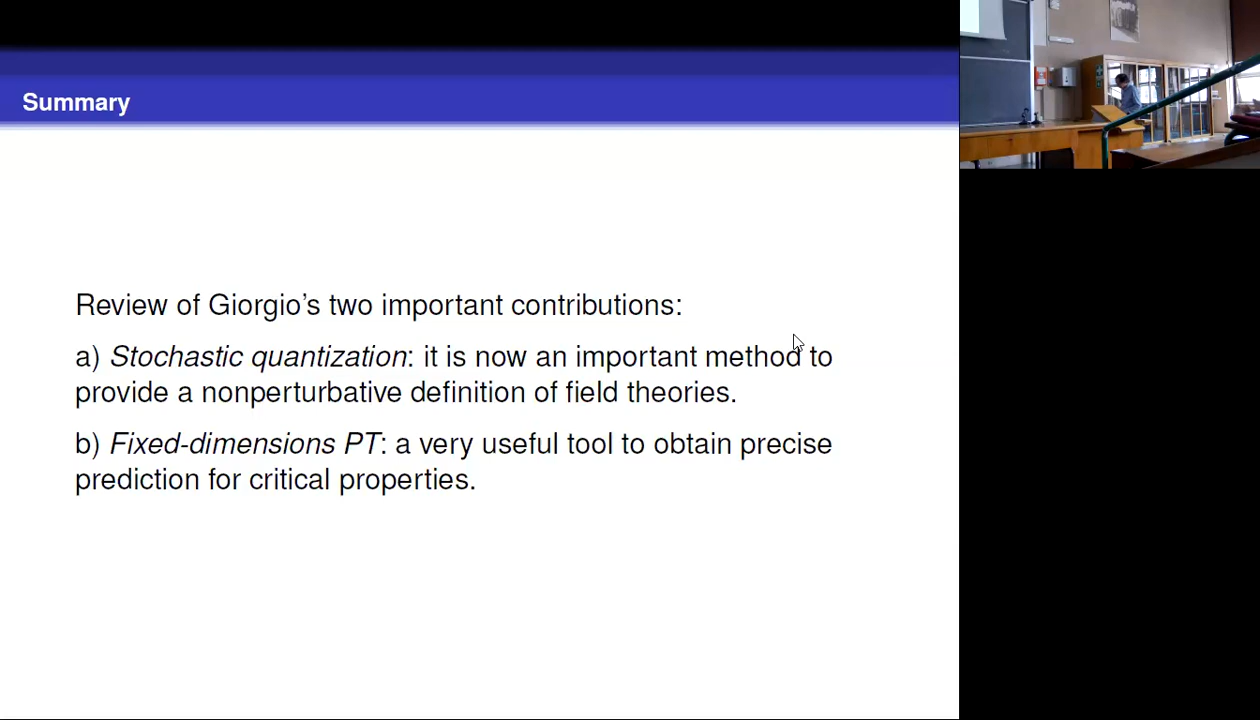 Summary
Review of Giorgio's two important contributions:
a) Stochastic quantization: it is now an important method to
provide a nonperturbative definition of field theories.
b) Fixed-dimensions PT: a very useful tool to obtain precise
prediction for critical properties.